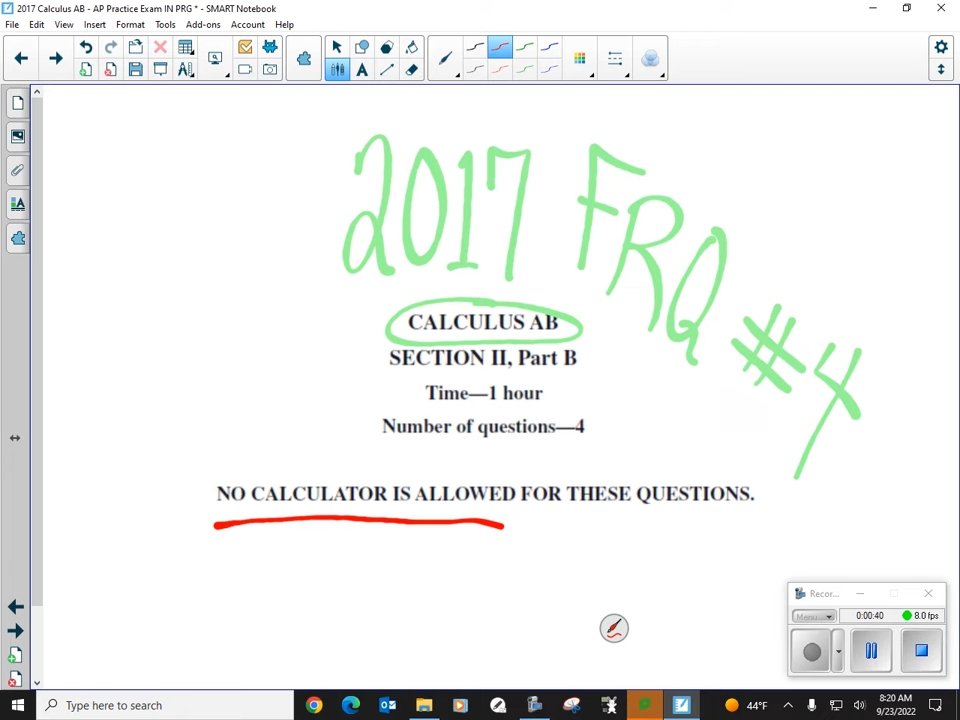 2017 Calculus AB - AP Practice Exam IN PRG * - SMART Notebook
File Edit View Insert Format Tools Add-ons Account Help
2017 FRQ #4
CALCULUS AB
SECTION II, Part B
Time—1 hour
Number of questions—4
NO CALCULATOR IS ALLOWED FOR THESE QUESTIONS.
Recor...
Menu 0:00:40 8.0 fps
Type here to search
44°F
8:20 AM
9/23/2022